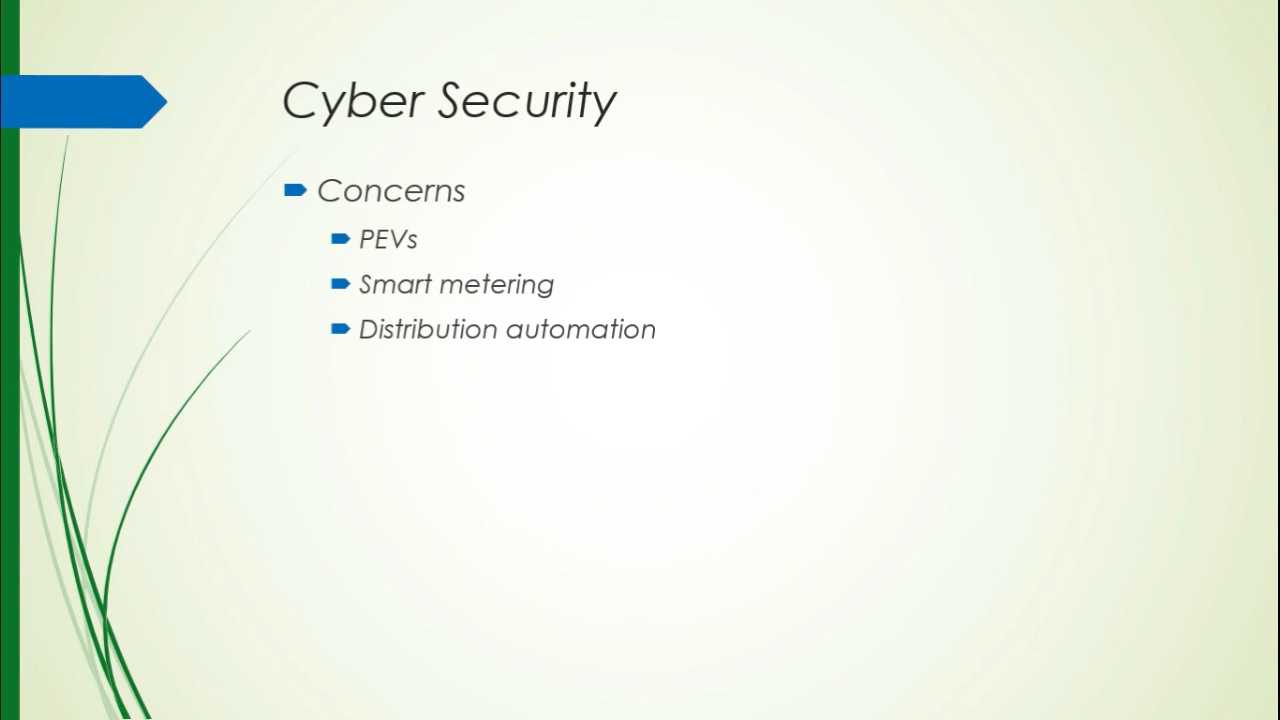 Cyber Security
Concerns
PEVs
Smart metering
Distribution automation